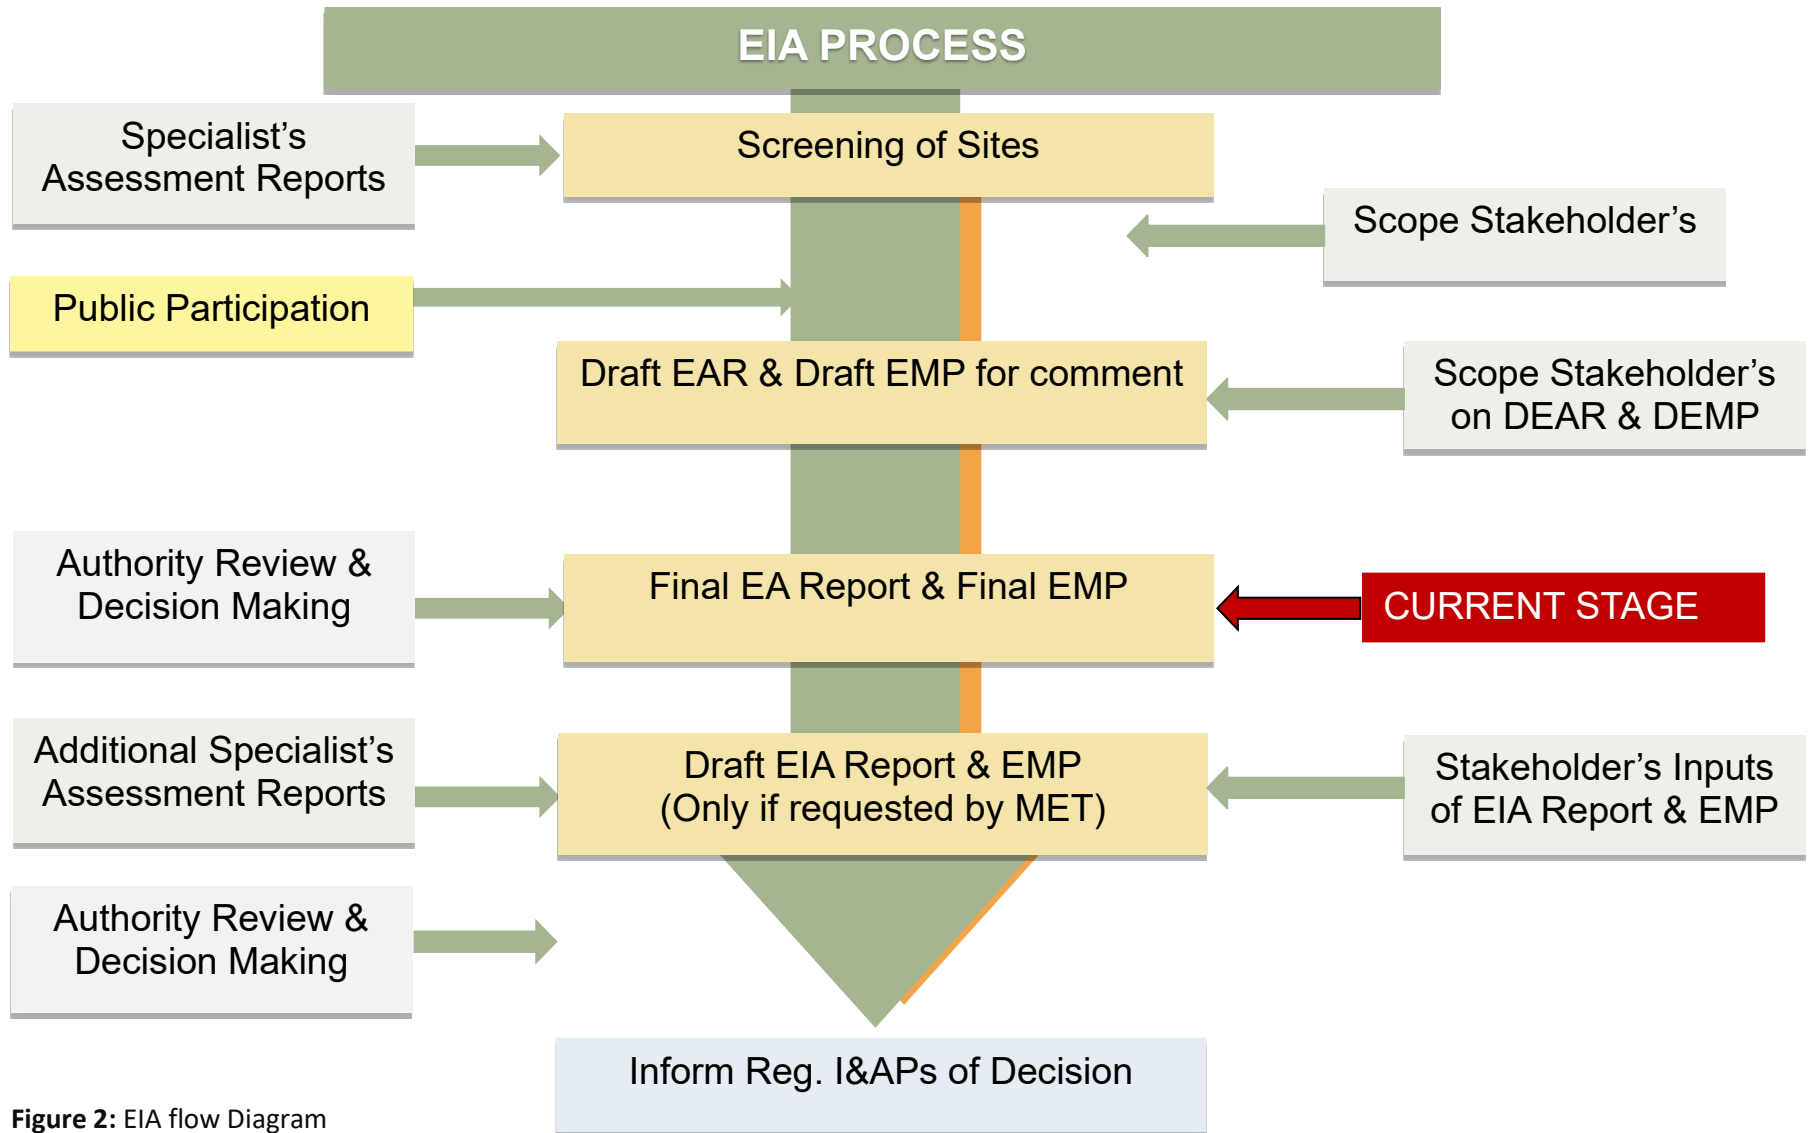 EIA PROCESS
Specialist’s
Assessment Reports
Screening of Sites
Scope Stakeholder’s
Public Participation
Draft EAR & Draft EMP for comment
Scope Stakeholder’s
on DEAR & DEMP
Authority Review &
Decision Making
Final EA Report & Final EMP
CURRENT STAGE
Additional Specialist’s
Assessment Reports
Draft EIA Report & EMP
(Only if requested by MET)
Stakeholder’s Inputs
of EIA Report & EMP
Authority Review &
Decision Making
Inform Reg. I&APs of Decision
Figure 2: EIA flow Diagram